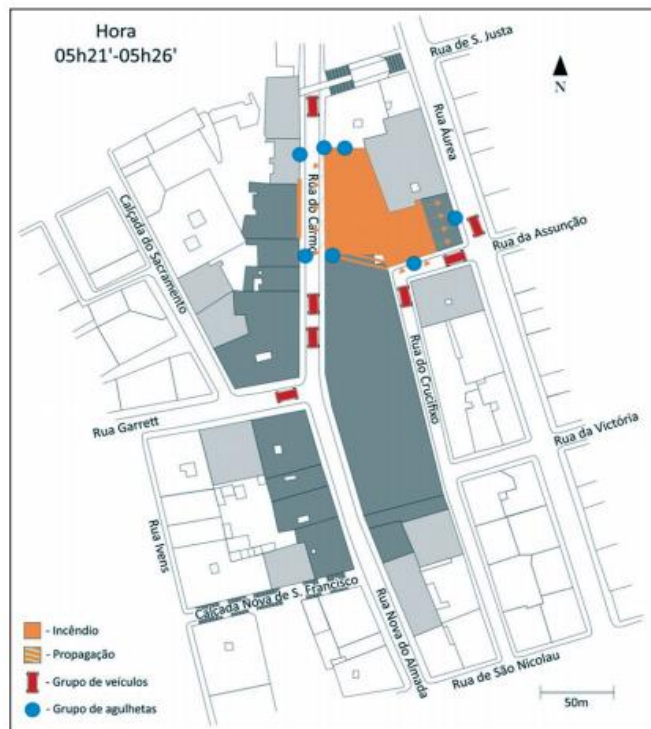 Hora
05h21'-05h26'
Rua de S. Justa
N
Rua Áurea
Rua do Carmo
Calçada do Sacramento
Rua da Assunção
Rua do Crucifixo
Rua Garrett
Rua da Victória
Rua Ivens
Calçada Nova de S. Francisco
Rua Nova do Almada
Rua de São Nicolau
- Incêndio
- Propagação
- Grupo de veículos
- Grupo de agulhetas
50m